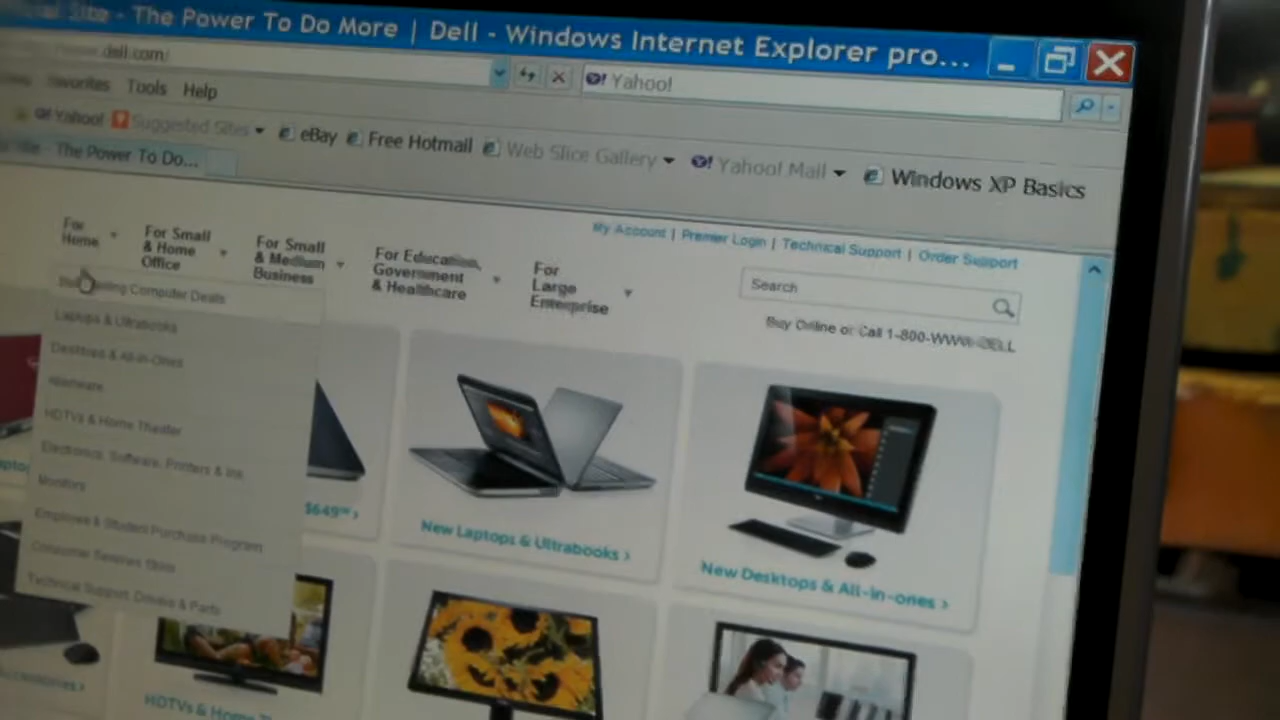 Site - The Power To Do More | Dell - Windows Internet Explorer pro...
dell.com/
Yahoo!
Favorites Tools Help
Yahoo! Suggested Sites eBay Free Hotmail Web Slice Gallery Yahoo! Mail Windows XP Basics
Site - The Power To Do...
My Account | Premier Login | Technical Support | Order Support
For Home
For Small & Home Office
For Small & Medium Business
For Education, Government & Healthcare
For Large Enterprise
Search
Buy Online or Call 1-800-WWW-DELL
Computer Deals
Laptops & Ultrabooks
Desktops & All-in-Ones
Alienware
HDTVs & Home Theater
Electronics, Software, Printers & Ink
Monitors
Employee & Student Purchase Program
Technical Support, Drivers & Parts
$649
New Laptops & Ultrabooks ›
New Desktops & All-in-ones ›
Accessories ›
HDTVs & Home